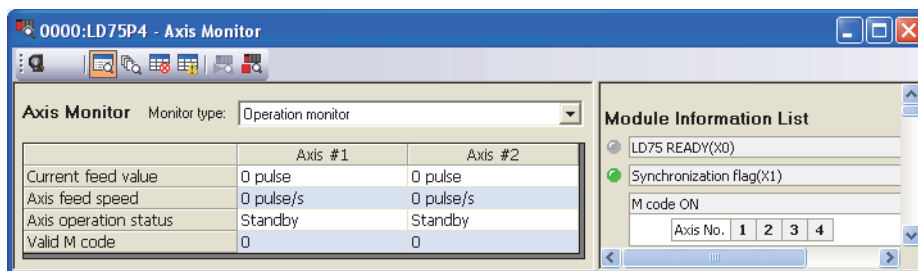 0000:LD75P4 - Axis Monitor
Axis Monitor Monitor type: Operation monitor
Axis #1 Axis #2
Current feed value 0 pulse 0 pulse
Axis feed speed 0 pulse/s 0 pulse/s
Axis operation status Standby Standby
Valid M code 0 0
Module Information List
LD75 READY(X0)
Synchronization flag(X1)
M code ON
Axis No. 1 2 3 4